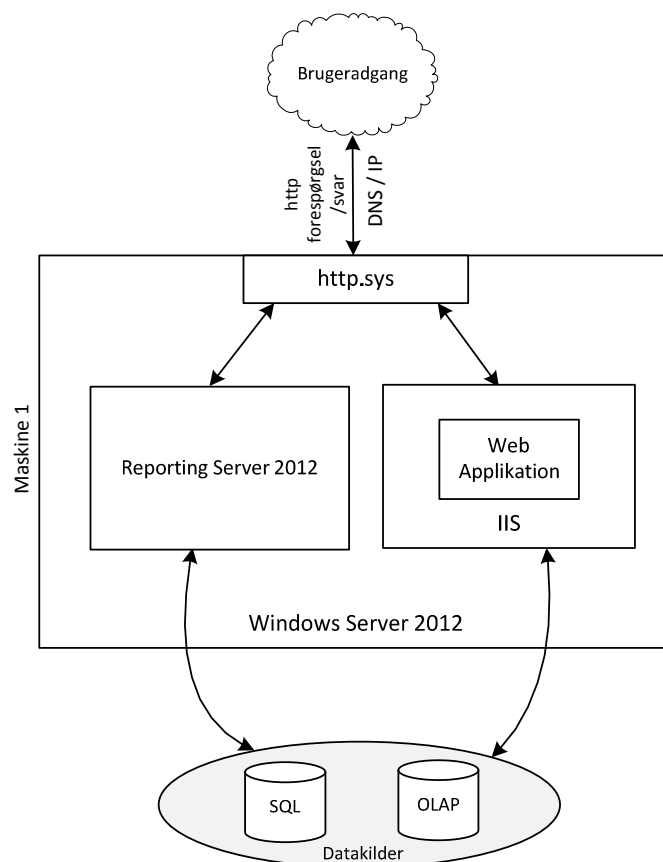 Brugeradgang
http
forespørgsel
/svar
DNS / IP
http.sys
Maskine 1
Reporting Server 2012
Web
Applikation
IIS
Windows Server 2012
SQL
OLAP
Datakilder